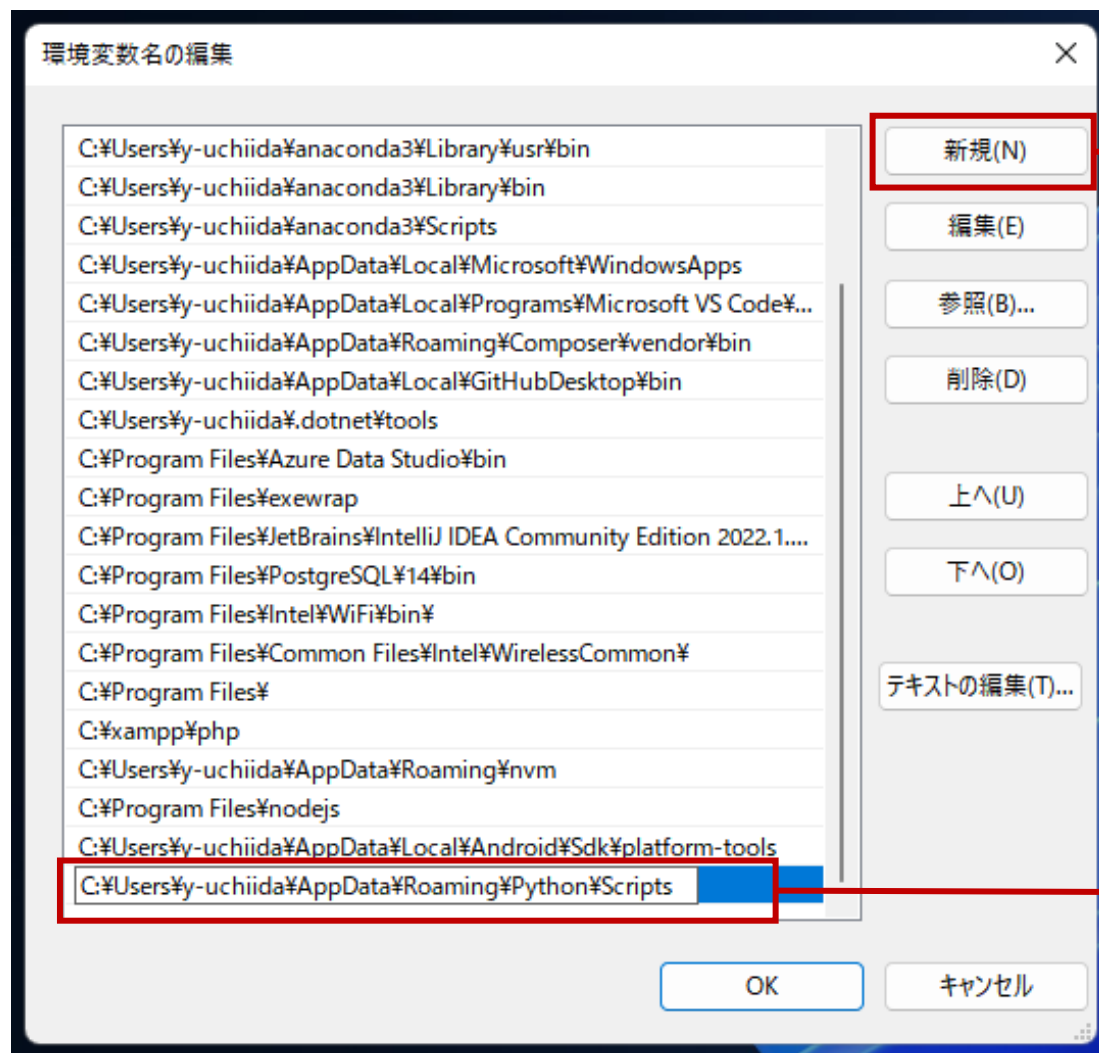 環境変数名の編集
C:¥Users¥y-uchiida¥anaconda3¥Library¥usr¥bin
C:¥Users¥y-uchiida¥anaconda3¥Library¥bin
C:¥Users¥y-uchiida¥anaconda3¥Scripts
C:¥Users¥y-uchiida¥AppData¥Local¥Microsoft¥WindowsApps
C:¥Users¥y-uchiida¥AppData¥Local¥Programs¥Microsoft VS Code¥...
C:¥Users¥y-uchiida¥AppData¥Roaming¥Composer¥vendor¥bin
C:¥Users¥y-uchiida¥AppData¥Local¥GitHubDesktop¥bin
C:¥Users¥y-uchiida¥.dotnet¥tools
C:¥Program Files¥Azure Data Studio¥bin
C:¥Program Files¥exewrap
C:¥Program Files¥JetBrains¥IntelliJ IDEA Community Edition 2022.1....
C:¥Program Files¥PostgreSQL¥14¥bin
C:¥Program Files¥Intel¥WiFi¥bin¥
C:¥Program Files¥Common Files¥Intel¥WirelessCommon¥
C:¥Program Files¥
C:¥xampp¥php
C:¥Users¥y-uchiida¥AppData¥Roaming¥nvm
C:¥Program Files¥nodejs
C:¥Users¥y-uchiida¥AppData¥Local¥Android¥Sdk¥platform-tools
C:¥Users¥y-uchiida¥AppData¥Roaming¥Python¥Scripts
新規(N)
編集(E)
参照(B)...
削除(D)
上へ(U)
下へ(O)
テキストの編集(T)...
OK
キャンセル